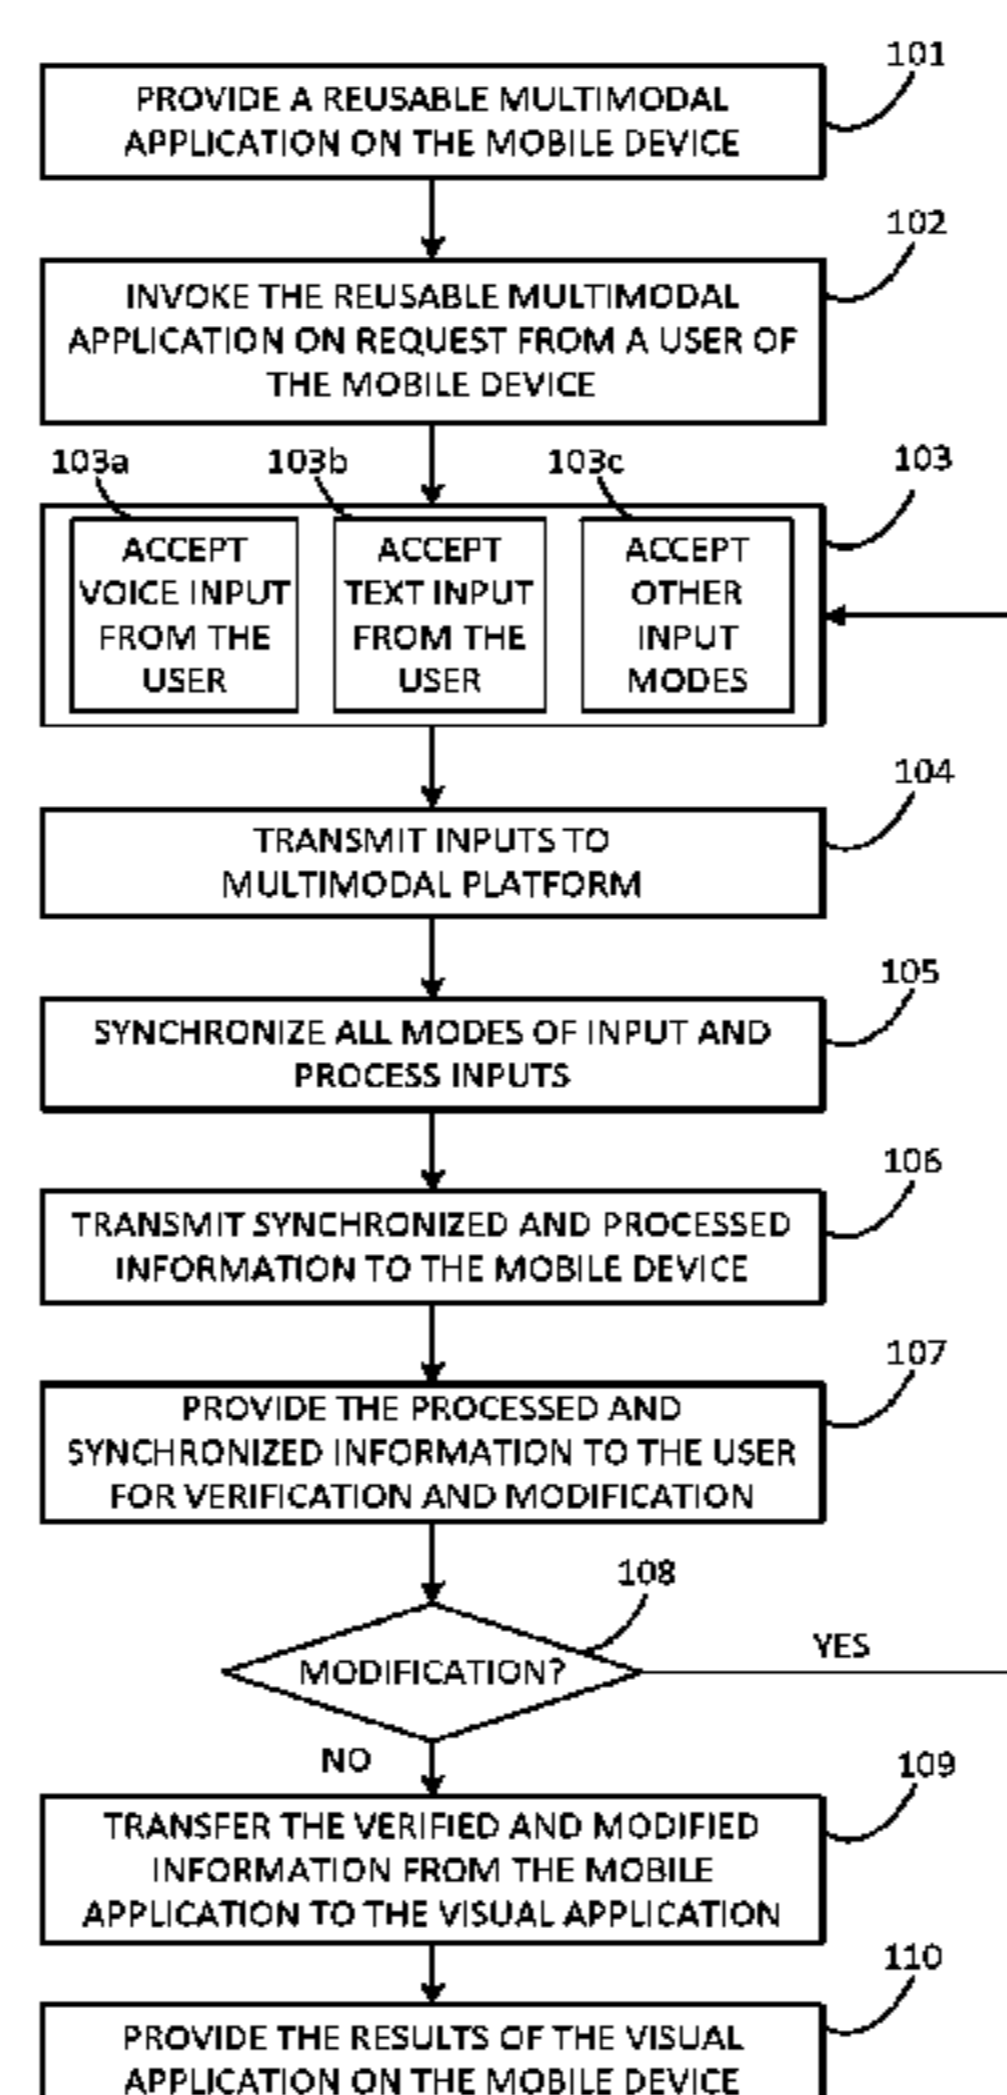 101
PROVIDE A REUSABLE MULTIMODAL
APPLICATION ON THE MOBILE DEVICE
102
INVOKE THE REUSABLE MULTIMODAL
APPLICATION ON REQUEST FROM A USER OF
THE MOBILE DEVICE
103a
103b
103c
103
ACCEPT
VOICE INPUT
FROM THE
USER
ACCEPT
TEXT INPUT
FROM THE
USER
ACCEPT
OTHER
INPUT
MODES
104
TRANSMIT INPUTS TO
MULTIMODAL PLATFORM
105
SYNCHRONIZE ALL MODES OF INPUT AND
PROCESS INPUTS
106
TRANSMIT SYNCHRONIZED AND PROCESSED
INFORMATION TO THE MOBILE DEVICE
107
PROVIDE THE PROCESSED AND
SYNCHRONIZED INFORMATION TO THE USER
FOR VERIFICATION AND MODIFICATION
108
MODIFICATION?
YES
NO
109
TRANSFER THE VERIFIED AND MODIFIED
INFORMATION FROM THE MOBILE
APPLICATION TO THE VISUAL APPLICATION
110
PROVIDE THE RESULTS OF THE VISUAL
APPLICATION ON THE MOBILE DEVICE